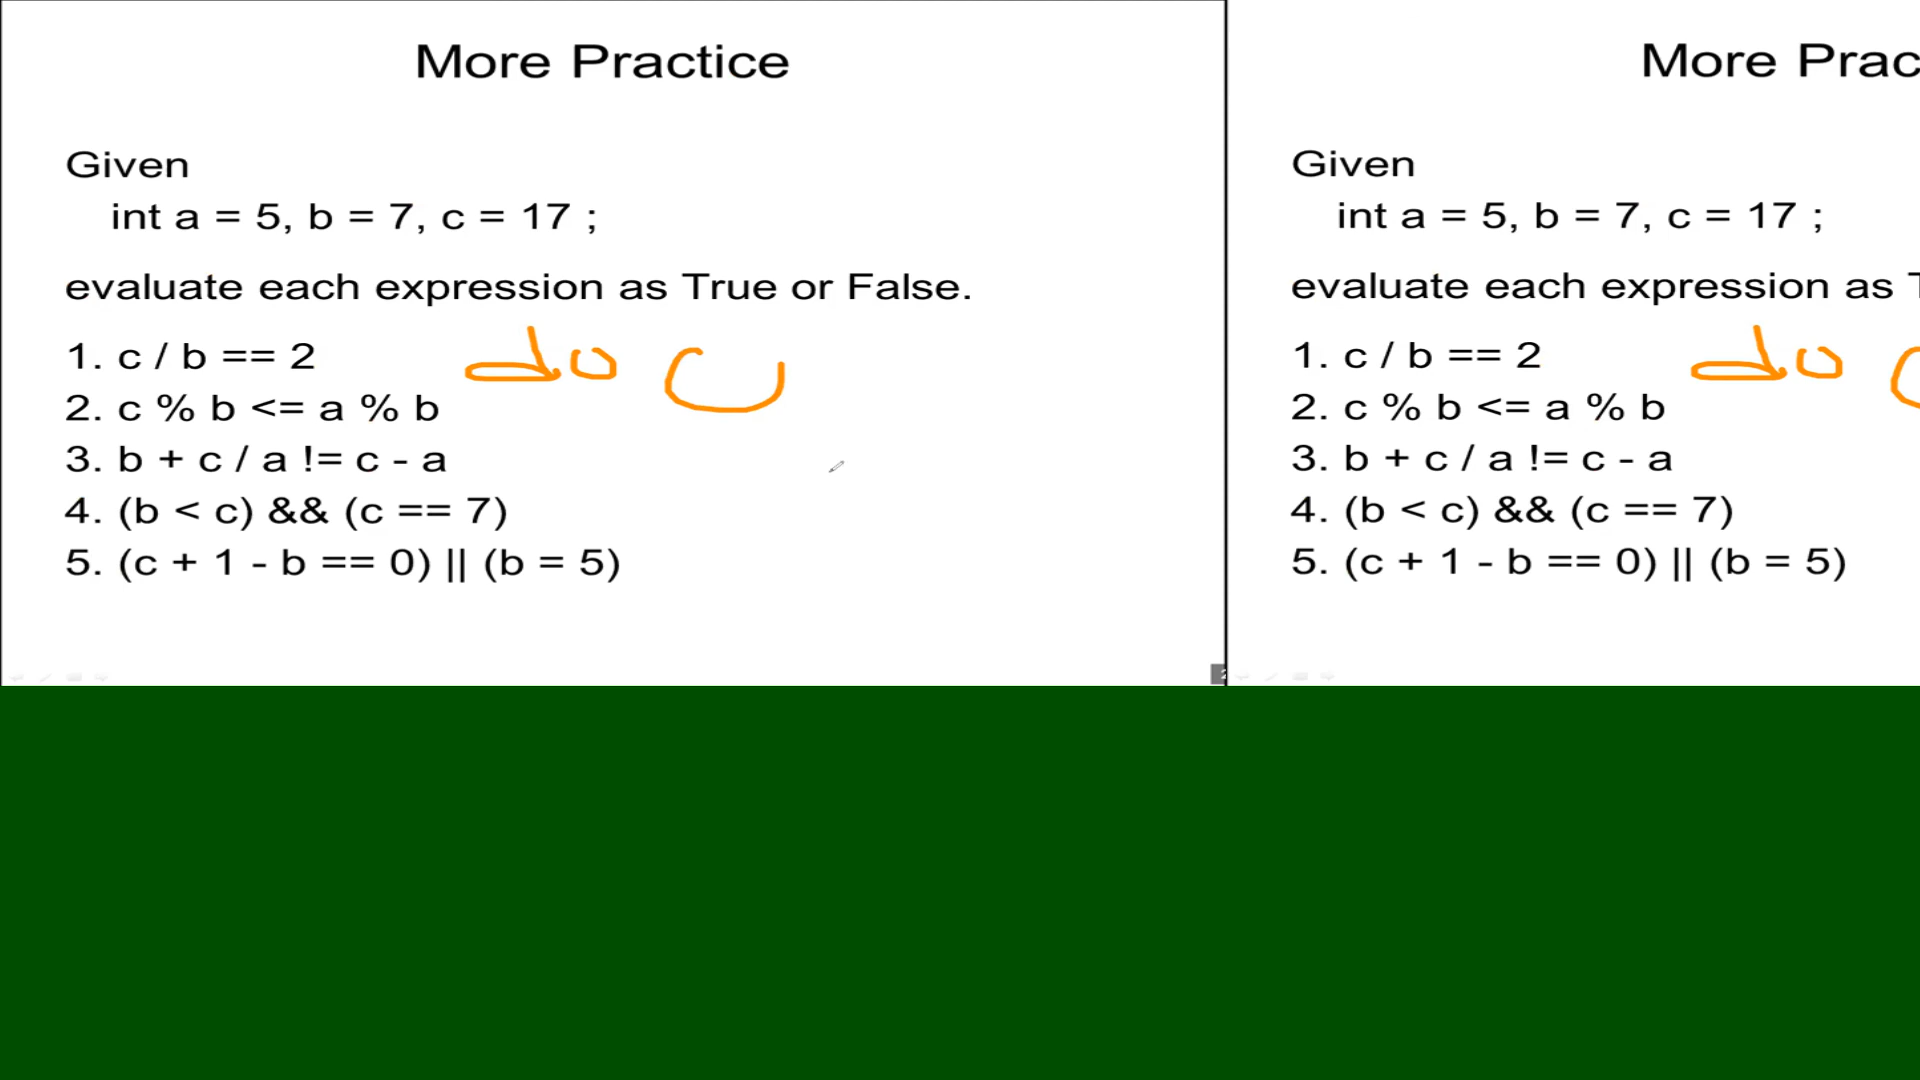 More Practice
Given
int a = 5, b = 7, c = 17 ;
evaluate each expression as True or False.
1. c / b == 2
do
2. c % b <= a % b
3. b + c / a != c - a
4. (b < c) && (c == 7)
5. (c + 1 - b == 0) || (b = 5)
More Prac
Given
int a = 5, b = 7, c = 17 ;
evaluate each expression as
1. c / b == 2
do
2. c % b <= a % b
3. b + c / a != c - a
4. (b < c) && (c == 7)
5. (c + 1 - b == 0) || (b = 5)